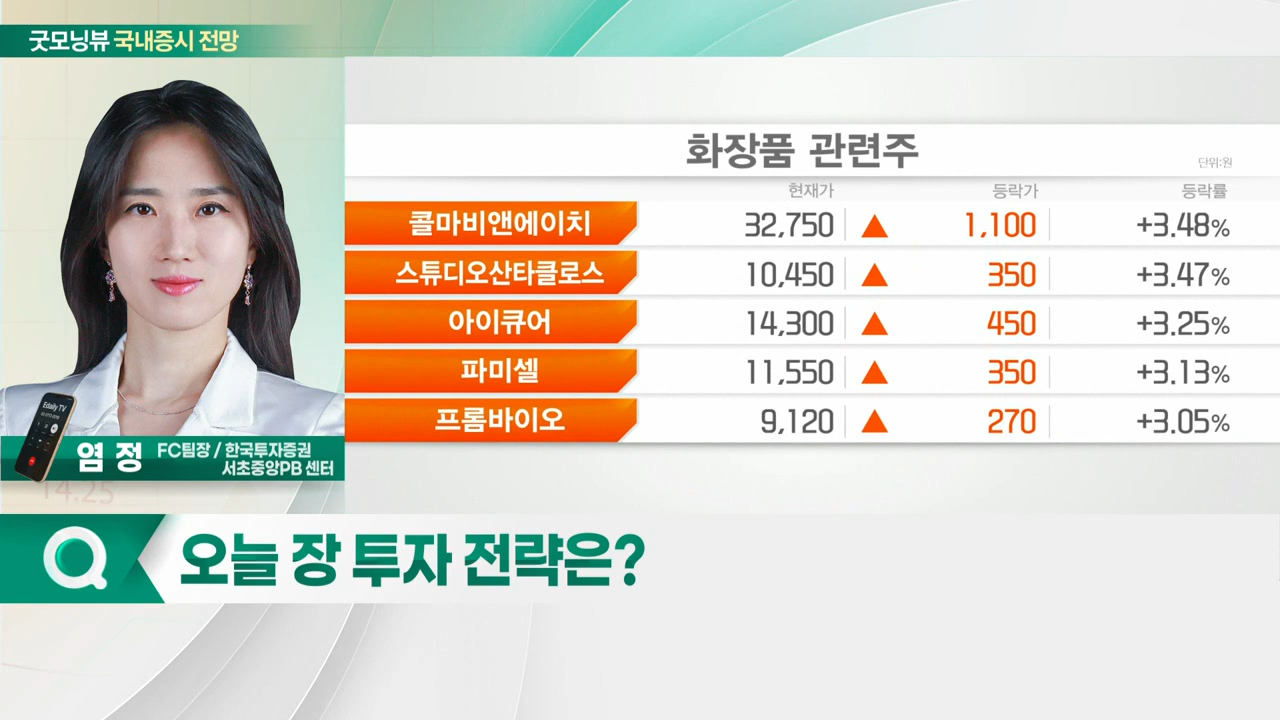 굿모닝뷰 국내증시 전망
화장품 관련주
단위:원
현재가 등락가 등락률
콜마비앤에이치 32,750 ▲ 1,100 +3.48%
스튜디오산타클로스 10,450 ▲ 350 +3.47%
아이큐어 14,300 ▲ 450 +3.25%
파미셀 11,550 ▲ 350 +3.13%
프롬바이오 9,120 ▲ 270 +3.05%
Edaily TV
염 정 FC팀장 / 한국투자증권
서초중앙PB 센터
14.25
Q 오늘 장 투자 전략은?